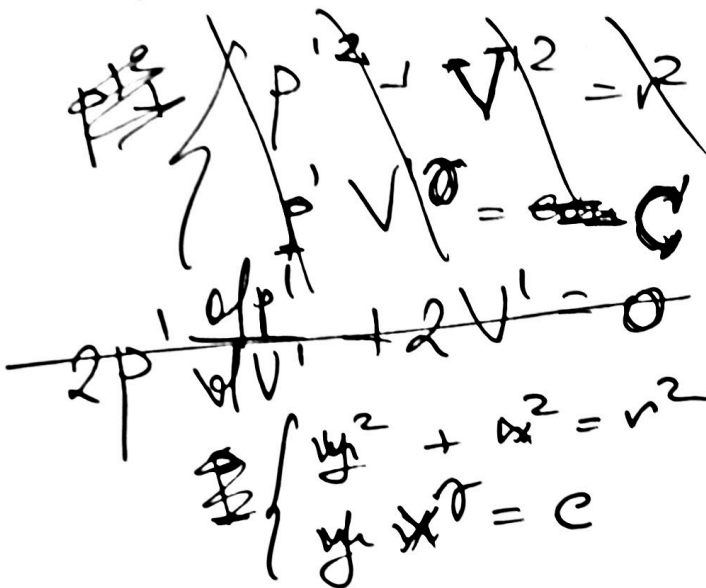 p'² + V'² = r²
p' V^γ = C
2p' dp'/dV' + 2V' = 0
y² + x² = r²
y x^γ = C